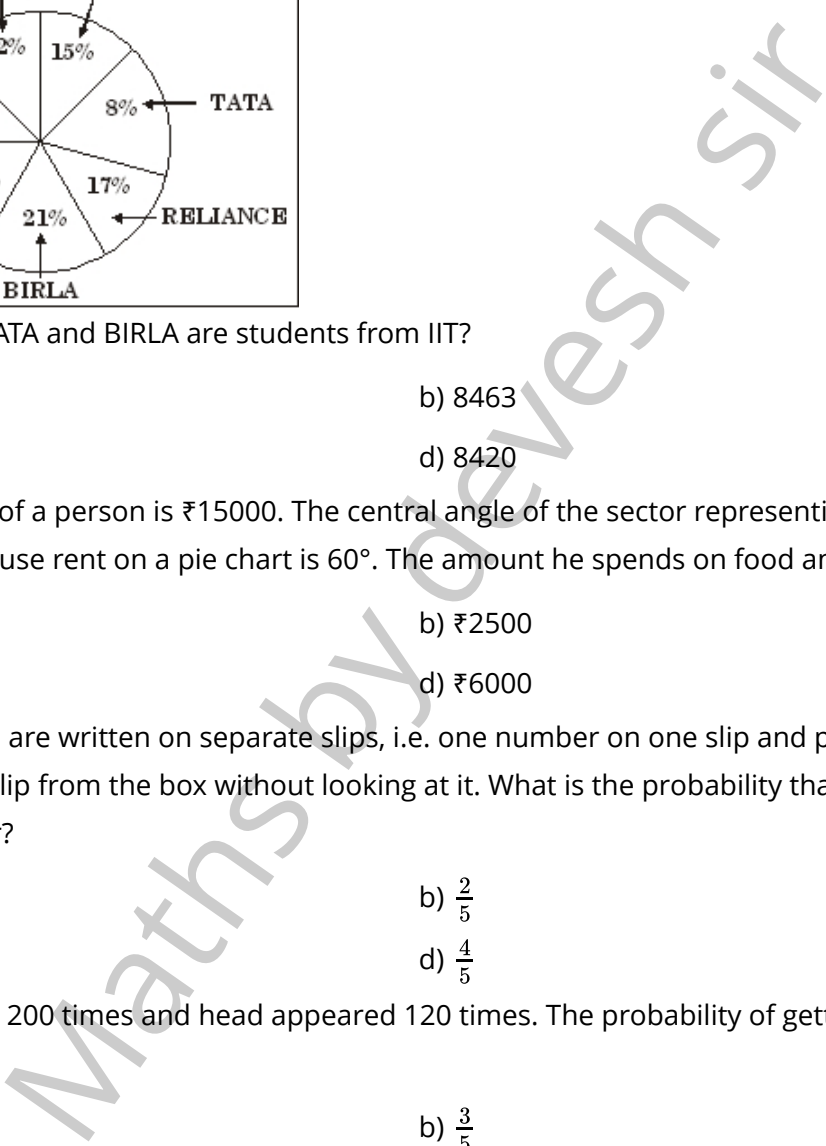 2% 15%
8% TATA
17%
21% RELIANCE
BIRLA
ATA and BIRLA are students from IIT?
b) 8463
d) 8420
of a person is ₹15000. The central angle of the sector representi
use rent on a pie chart is 60°. The amount he spends on food an
b) ₹2500
d) ₹6000
are written on separate slips, i.e. one number on one slip and p
lip from the box without looking at it. What is the probability tha
?
b) 2/5
d) 4/5
200 times and head appeared 120 times. The probability of gett
b) 3/5
Maths by devesh sir